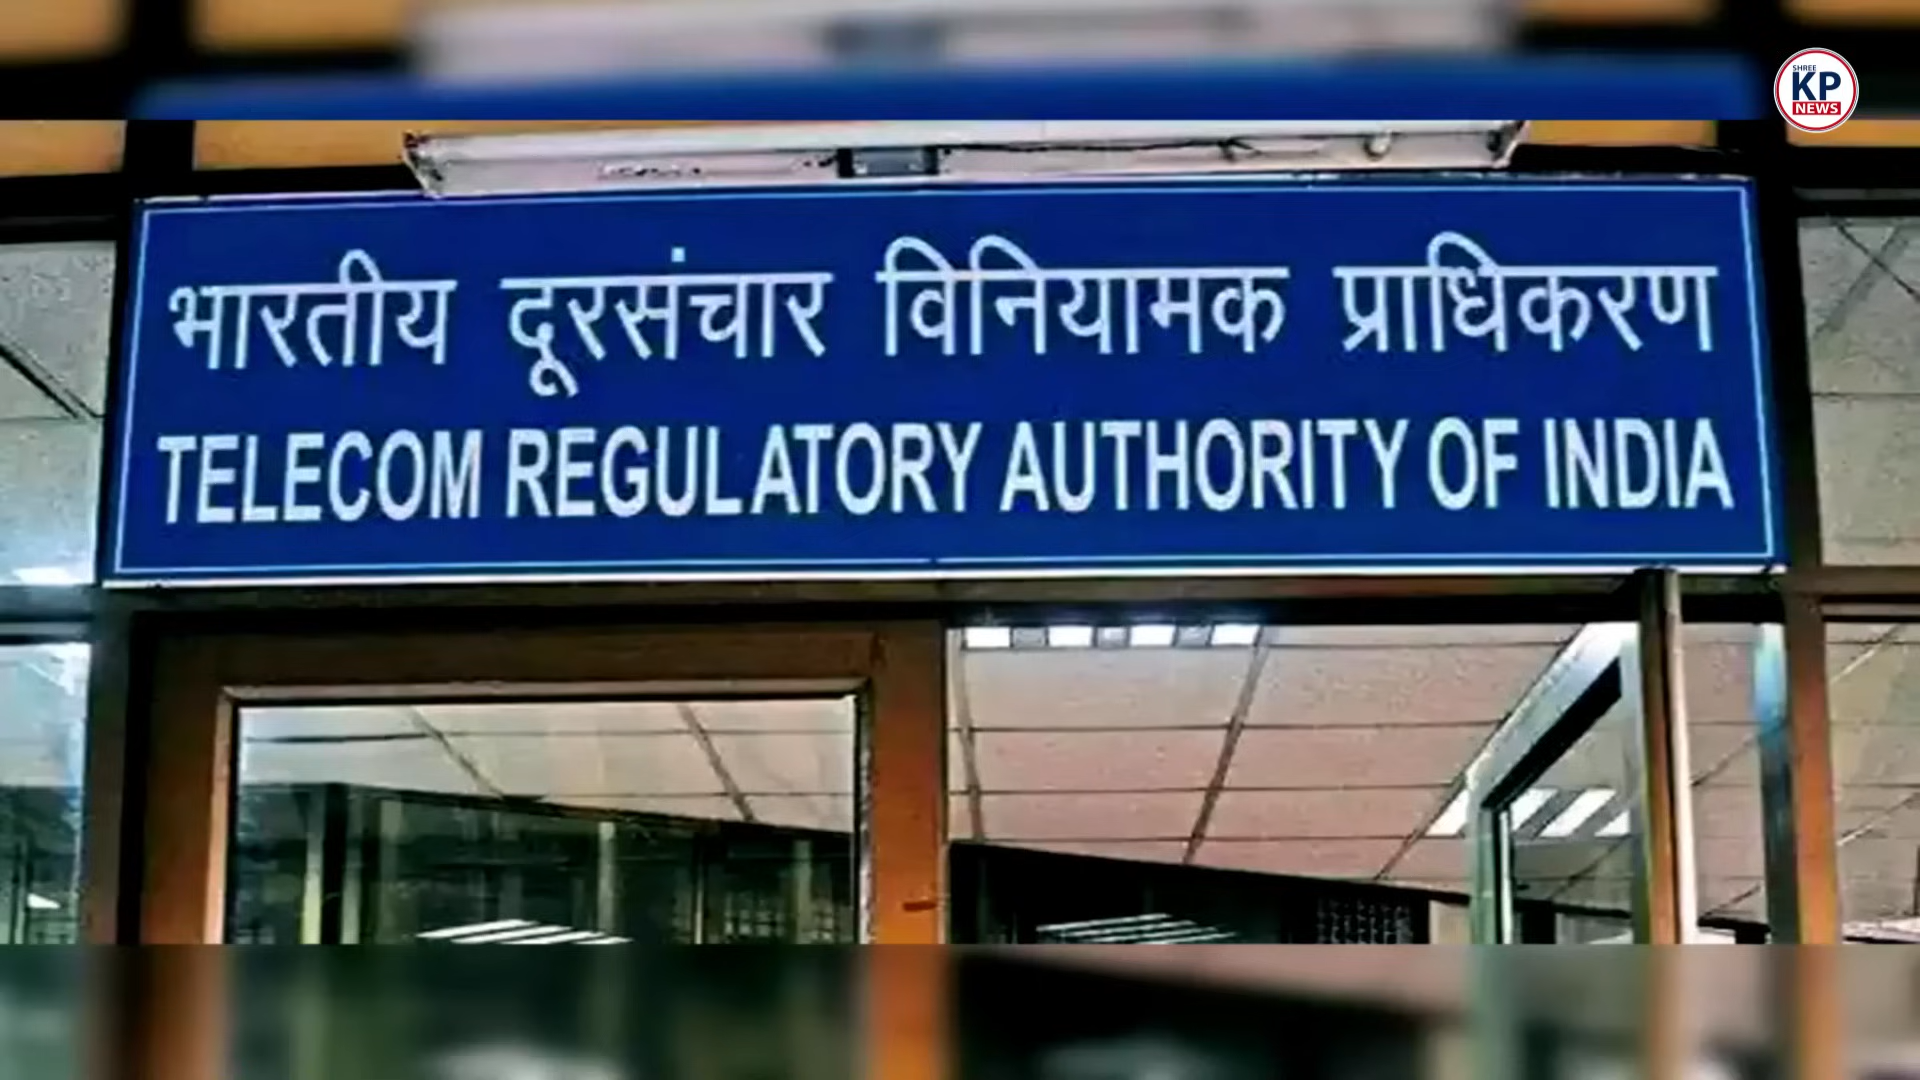 SHREE
KP
NEWS
भारतीय दूरसंचार विनियामक प्राधिकरण
TELECOM REGULATORY AUTHORITY OF INDIA